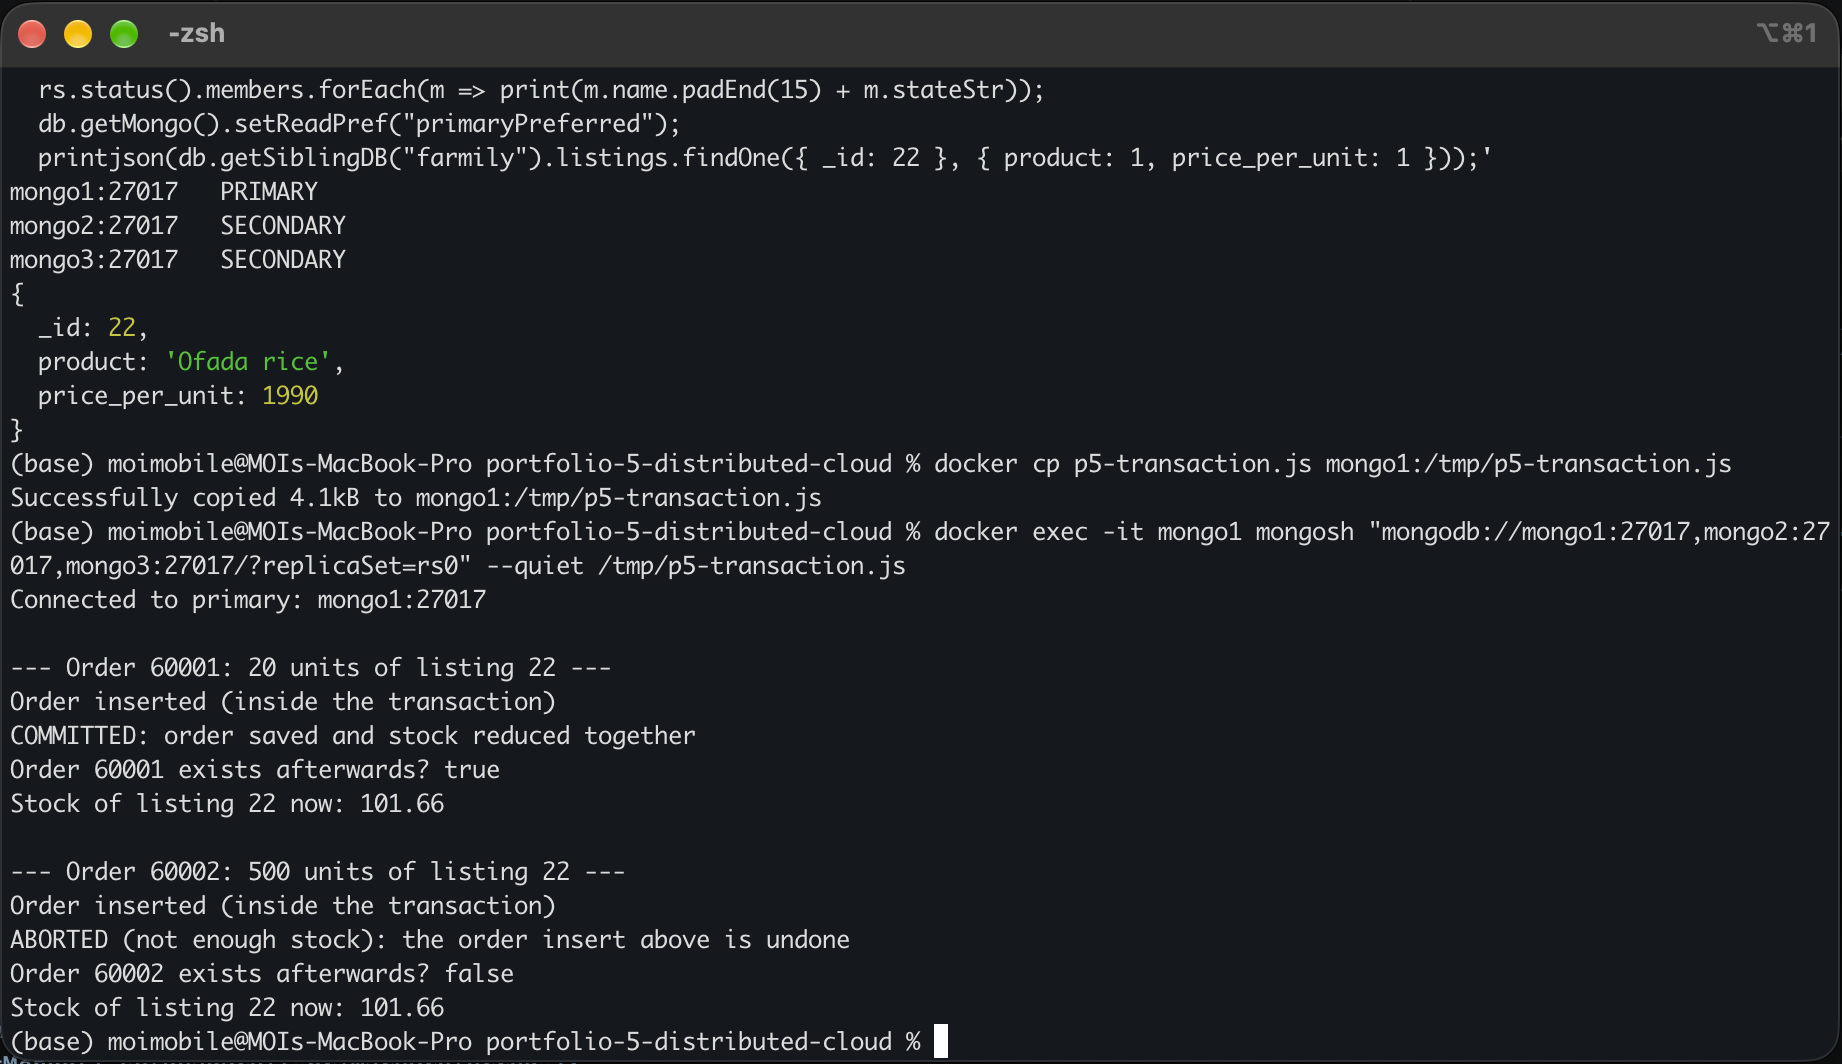 -zsh
⌥⌘1
rs.status().members.forEach(m => print(m.name.padEnd(15) + m.stateStr));
db.getMongo().setReadPref("primaryPreferred");
printjson(db.getSiblingDB("farmily").listings.findOne({ _id: 22 }, { product: 1, price_per_unit: 1 }));'
mongo1:27017   PRIMARY
mongo2:27017   SECONDARY
mongo3:27017   SECONDARY
{
  _id: 22,
  product: 'Ofada rice',
  price_per_unit: 1990
}
(base) moimobile@MOIs-MacBook-Pro portfolio-5-distributed-cloud % docker cp p5-transaction.js mongo1:/tmp/p5-transaction.js
Successfully copied 4.1kB to mongo1:/tmp/p5-transaction.js
(base) moimobile@MOIs-MacBook-Pro portfolio-5-distributed-cloud % docker exec -it mongo1 mongosh "mongodb://mongo1:27017,mongo2:27
017,mongo3:27017/?replicaSet=rs0" --quiet /tmp/p5-transaction.js
Connected to primary: mongo1:27017
--- Order 60001: 20 units of listing 22 ---
Order inserted (inside the transaction)
COMMITTED: order saved and stock reduced together
Order 60001 exists afterwards? true
Stock of listing 22 now: 101.66
--- Order 60002: 500 units of listing 22 ---
Order inserted (inside the transaction)
ABORTED (not enough stock): the order insert above is undone
Order 60002 exists afterwards? false
Stock of listing 22 now: 101.66
(base) moimobile@MOIs-MacBook-Pro portfolio-5-distributed-cloud %